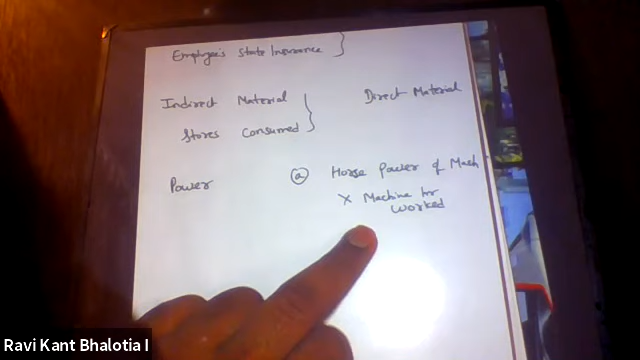 Employee's State Insurance }
Indirect Material } Direct Material
Stores Consumed
Power (a) Horse Power of Mach
X Machine hr
worked
Ravi Kant Bhalotia I